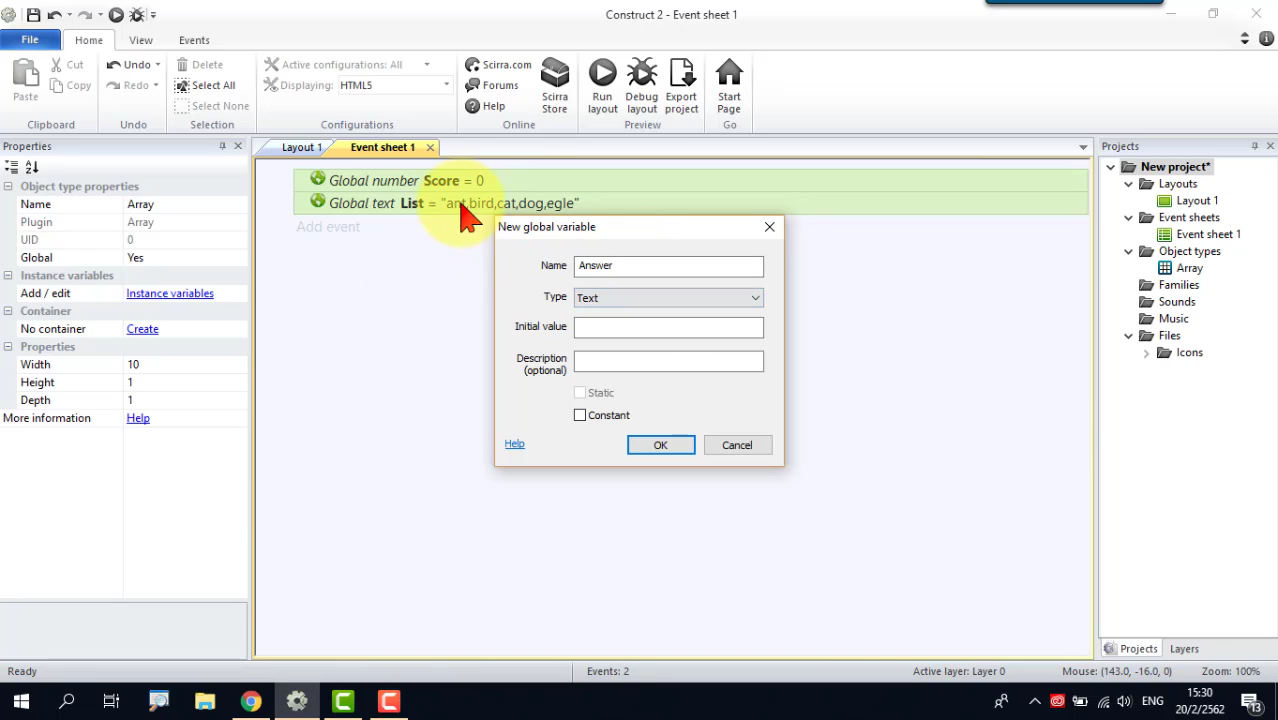 Construct 2 - Event sheet 1
File
Home
View
Events
Paste
Cut
Copy
Clipboard
Undo
Redo
Undo
Delete
Select All
Select None
Selection
Active configurations: All
Displaying:
HTML5
Configurations
Scirra.com
Forums
Help
Scirra Store
Online
Run layout
Debug layout
Export project
Preview
Start Page
Go
Properties
Layout 1
Event sheet 1
Projects
Object type properties
Name
Array
Plugin
Array
UID
0
Global
Yes
Instance variables
Add / edit
Instance variables
Container
No container
Create
Properties
Width
10
Height
1
Depth
1
More information
Help
Global number Score = 0
Global text List = "ant,bird,cat,dog,egle"
Add event
New global variable
Name
Answer
Type
Text
Initial value
Description (optional)
Static
Constant
Help
OK
Cancel
New project*
Layouts
Layout 1
Event sheets
Event sheet 1
Object types
Array
Families
Sounds
Music
Files
Icons
Projects
Layers
Ready
Events: 2
Active layer: Layer 0
Mouse: (143.0, -16.0, 0)
Zoom: 100%
ENG
15:30
20/2/2562
13